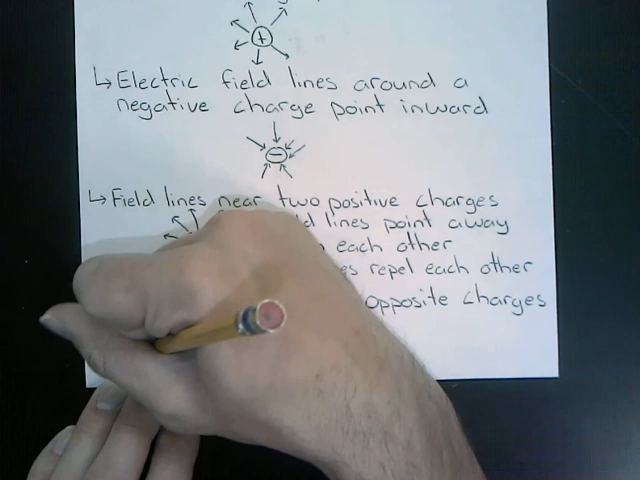 +
↳ Electric field lines around a
negative charge point inward
−
↳ Field lines near two positive charges
lines point away
each other
repel each other
opposite charges